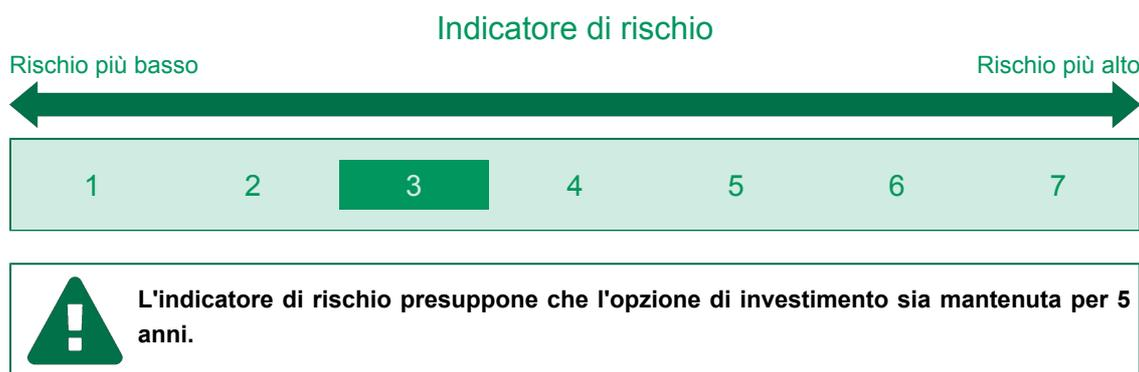 Indicatore di rischio
Rischio più basso Rischio più alto
1 2 3 4 5 6 7
L'indicatore di rischio presuppone che l'opzione di investimento sia mantenuta per 5
anni.